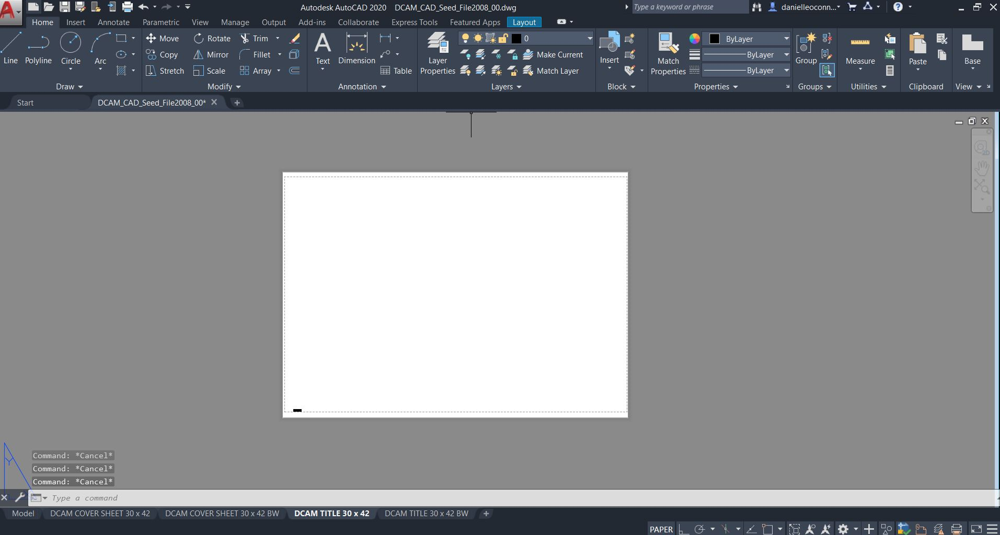 Autodesk AutoCAD 2020 DCAM_CAD_Seed_File2008_00.dwg
Type a keyword or phrase
danielleoconn...
Home Insert Annotate Parametric View Manage Output Add-ins Collaborate Express Tools Featured Apps Layout
Line Polyline Circle Arc
Draw
Move Rotate Trim
Copy Mirror Fillet
Stretch Scale Array
Modify
Text Dimension Table
Annotation
Layer Properties
0
Make Current
Match Layer
Layers
Insert
Block
Match Properties
ByLayer
ByLayer
ByLayer
Properties
Group
Groups
Measure
Utilities
Paste
Clipboard
Base
View
Start DCAM_CAD_Seed_File2008_00*
2D
Y
Command: *Cancel*
Command: *Cancel*
Command: *Cancel*
Type a command
Model DCAM COVER SHEET 30 x 42 DCAM COVER SHEET 30 x 42 BW DCAM TITLE 30 x 42 DCAM TITLE 30 x 42 BW
PAPER